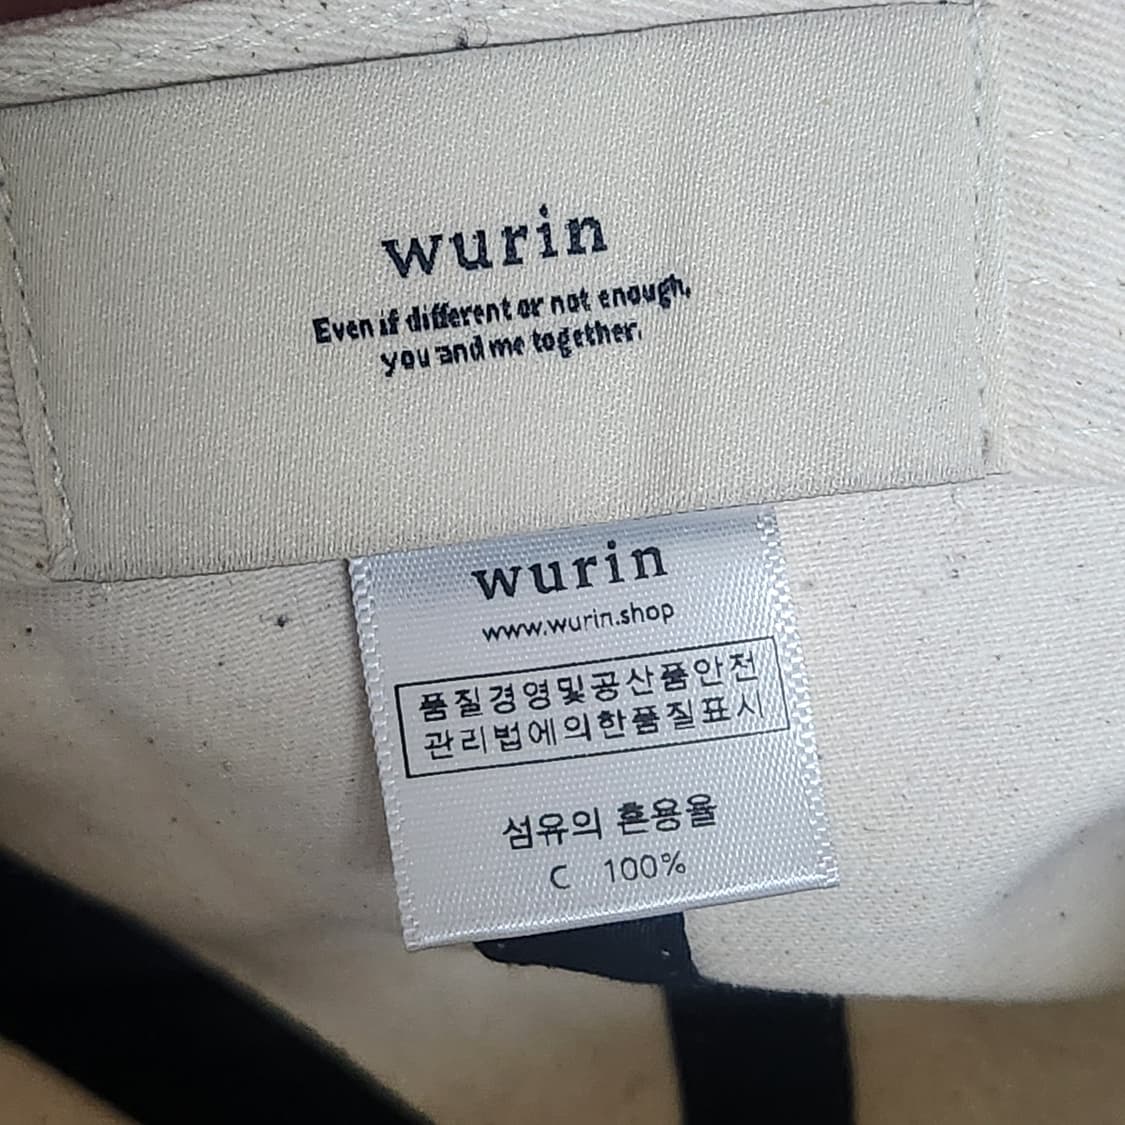 wurin
Even if different or not enough,
you and me together.
wurin
www.wurin.shop
품질경영및공산품안전
관리법에의한품질표시
섬유의 혼용율
C 100%